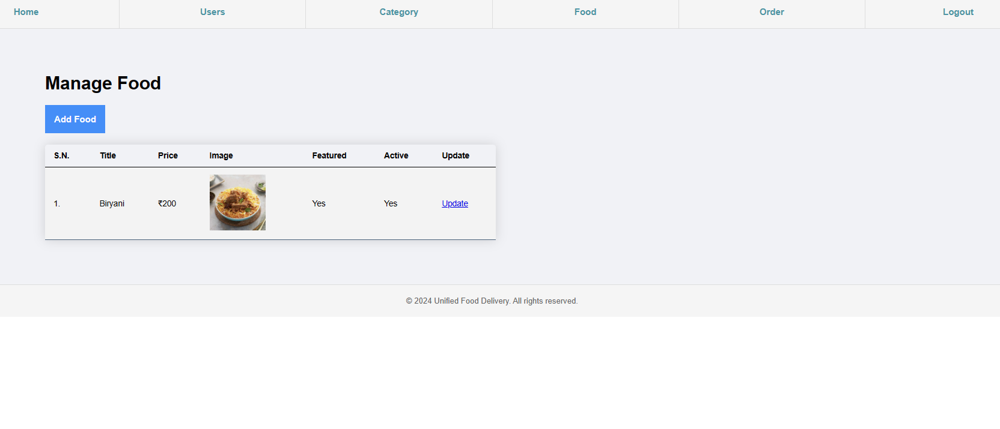 Home Users Category Food Order Logout
Manage Food
Add Food
S.N. Title Price Image Featured Active Update
1. Biryani ₹200 Yes Yes Update
© 2024 Unified Food Delivery. All rights reserved.